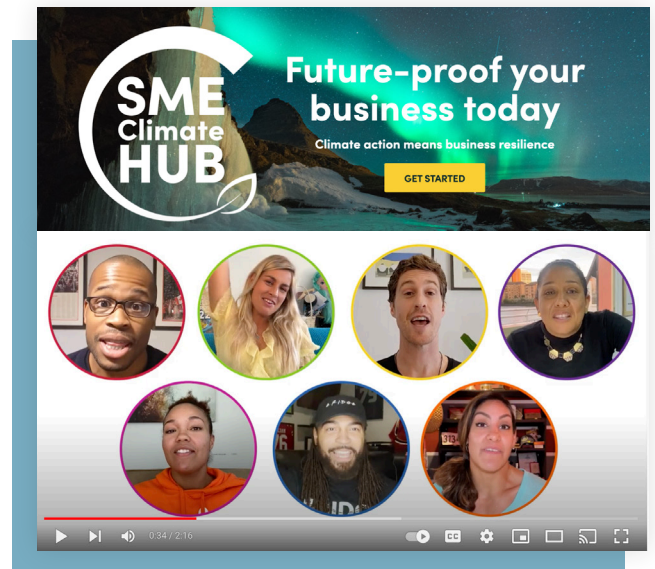 SME
Climate
HUB
Future-proof your
business today
Climate action means business resilience
GET STARTED
0:34 / 2:16
CC